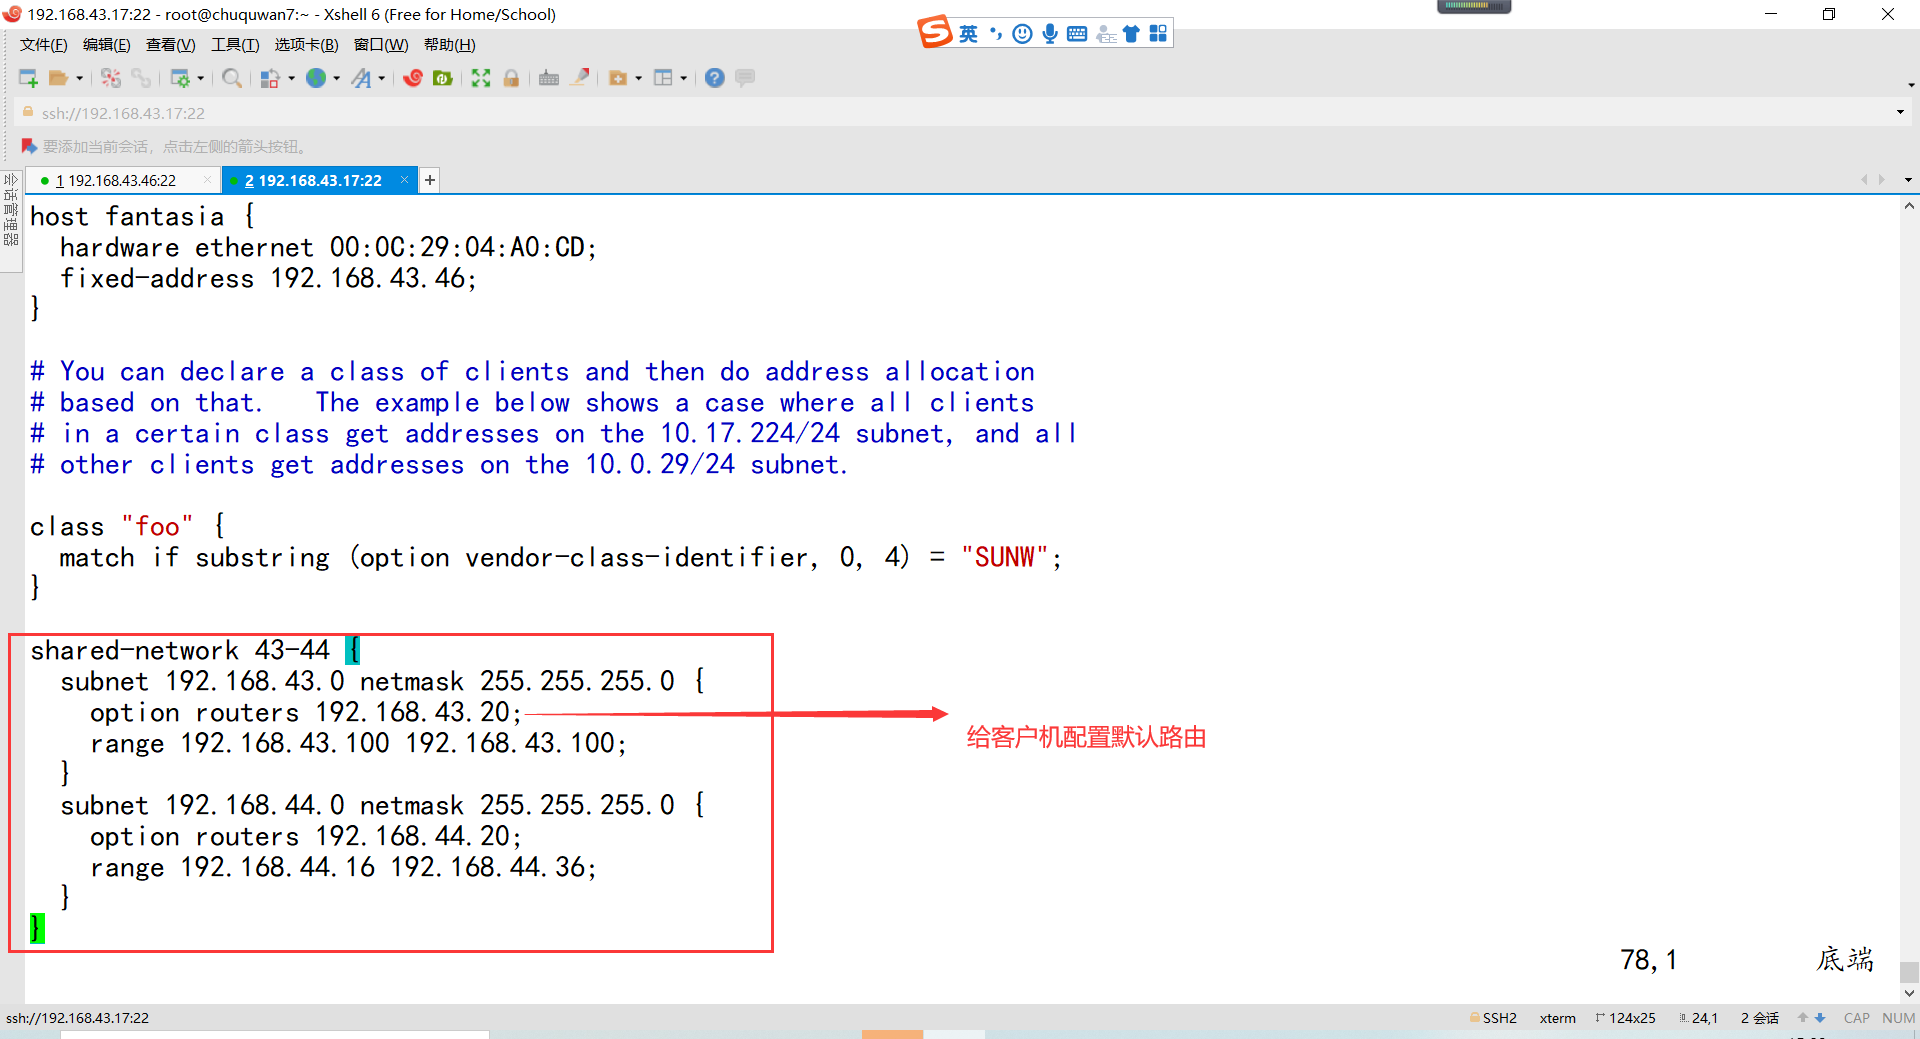 192.168.43.17:22 - root@chuquwan7:~ - Xshell 6 (Free for Home/School)
英
文件(F) 编辑(E) 查看(V) 工具(T) 选项卡(B) 窗口(W) 帮助(H)
ssh://192.168.43.17:22
要添加当前会话，点击左侧的箭头按钮。
会话管理器
1 192.168.43.46:22 × 2 192.168.43.17:22 × +
host fantasia {
  hardware ethernet 00:0C:29:04:A0:CD;
  fixed-address 192.168.43.46;
}
# You can declare a class of clients and then do address allocation
# based on that.   The example below shows a case where all clients
# in a certain class get addresses on the 10.17.224/24 subnet, and all
# other clients get addresses on the 10.0.29/24 subnet.
class "foo" {
  match if substring (option vendor-class-identifier, 0, 4) = "SUNW";
}
shared-network 43-44 {
  subnet 192.168.43.0 netmask 255.255.255.0 {
    option routers 192.168.43.20;
    range 192.168.43.100 192.168.43.100;
  }
  subnet 192.168.44.0 netmask 255.255.255.0 {
    option routers 192.168.44.20;
    range 192.168.44.16 192.168.44.36;
  }
}
给客户机配置默认路由
78,1 底端
ssh://192.168.43.17:22 SSH2 xterm 124x25 24,1 2 会话 CAP NUM